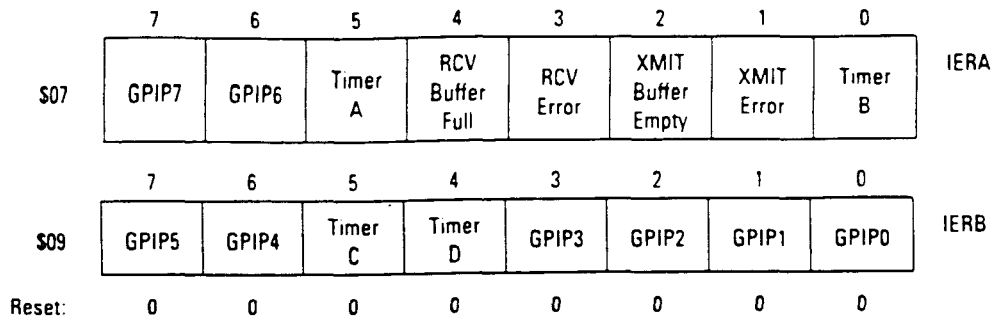 7 6 5 4 3 2 1 0
$07 GPIP7 GPIP6 Timer A RCV Buffer Full RCV Error XMIT Buffer Empty XMIT Error Timer B IERA
7 6 5 4 3 2 1 0
$09 GPIP5 GPIP4 Timer C Timer D GPIP3 GPIP2 GPIP1 GPIP0 IERB
Reset: 0 0 0 0 0 0 0 0